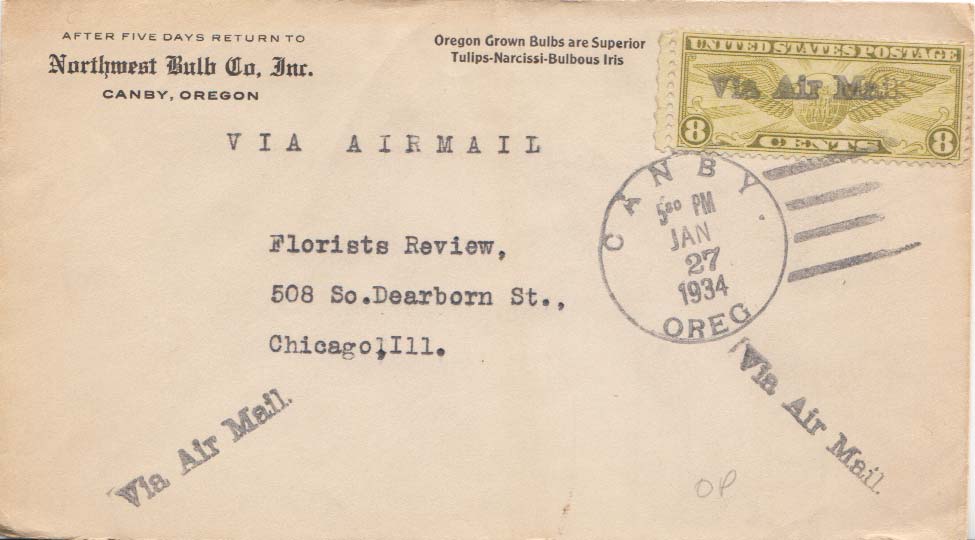 AFTER FIVE DAYS RETURN TO
Northwest Bulb Co, Inc.
CANBY, OREGON
Oregon Grown Bulbs are Superior
Tulips-Narcissi-Bulbous Iris
UNITED STATES POSTAGE
Via Air Mail
8 CENTS 8
VIA AIRMAIL
CANBY.
500 PM
JAN
27
1934
OREG
Florists Review,
508 So.Dearborn St.,
Chicago,Ill.
Via Air Mail.
Via Air Mail.
OP